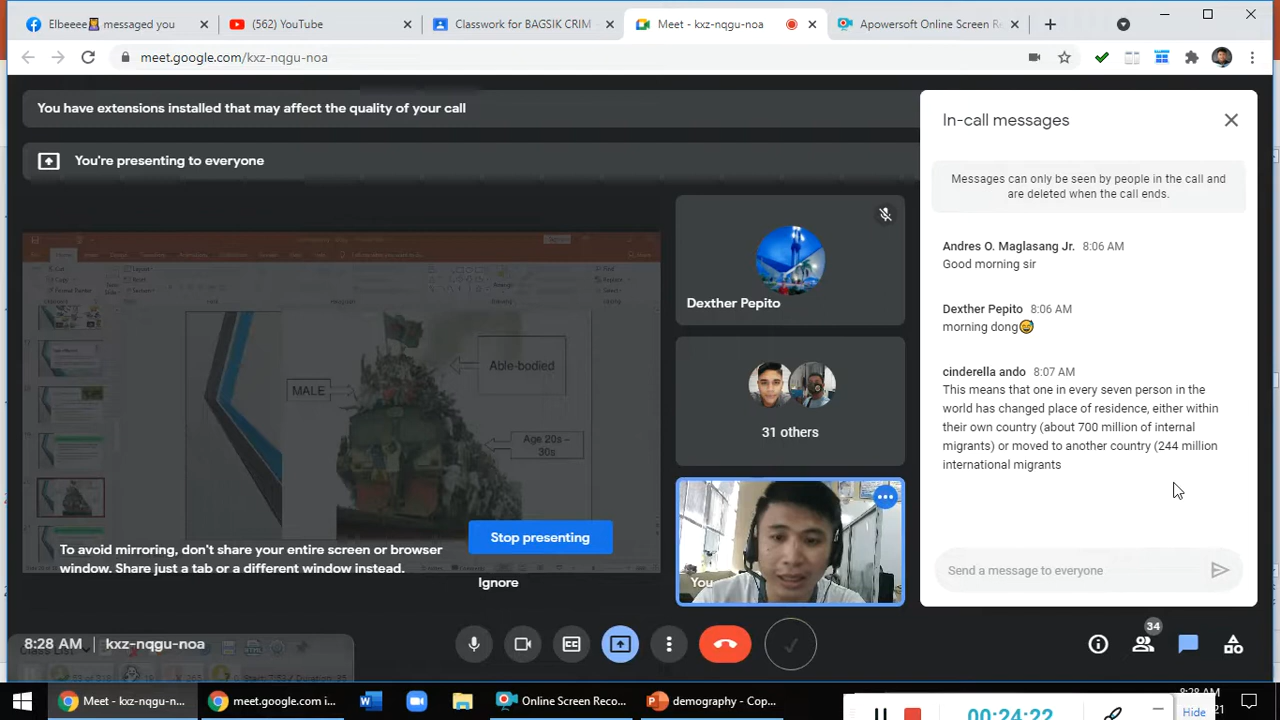 Elbeeee messaged you
(562) YouTube
Classwork for BAGSIK CRIM
Meet - kxz-nqgu-noa
Apowersoft Online Screen Re
meet.google.com/kxz-nqgu-noa
You have extensions installed that may affect the quality of your call
You're presenting to everyone
MALE
Able-bodied
Age 20s –
30s
To avoid mirroring, don't share your entire screen or browser
window. Share just a tab or a different window instead.
Stop presenting
Ignore
Dexther Pepito
31 others
You
In-call messages
Messages can only be seen by people in the call and
are deleted when the call ends.
Andres O. Maglasang Jr. 8:06 AM
Good morning sir
Dexther Pepito 8:06 AM
morning dong😅
cinderella ando 8:07 AM
This means that one in every seven person in the
world has changed place of residence, either within
their own country (about 700 million of internal
migrants) or moved to another country (244 million
international migrants
Send a message to everyone
8:28 AM | kxz-nqgu-noa
34
Meet - kxz-nqgu-n...
meet.google.com i...
Online Screen Reco...
demography - Cop...
00:24:22
Hide